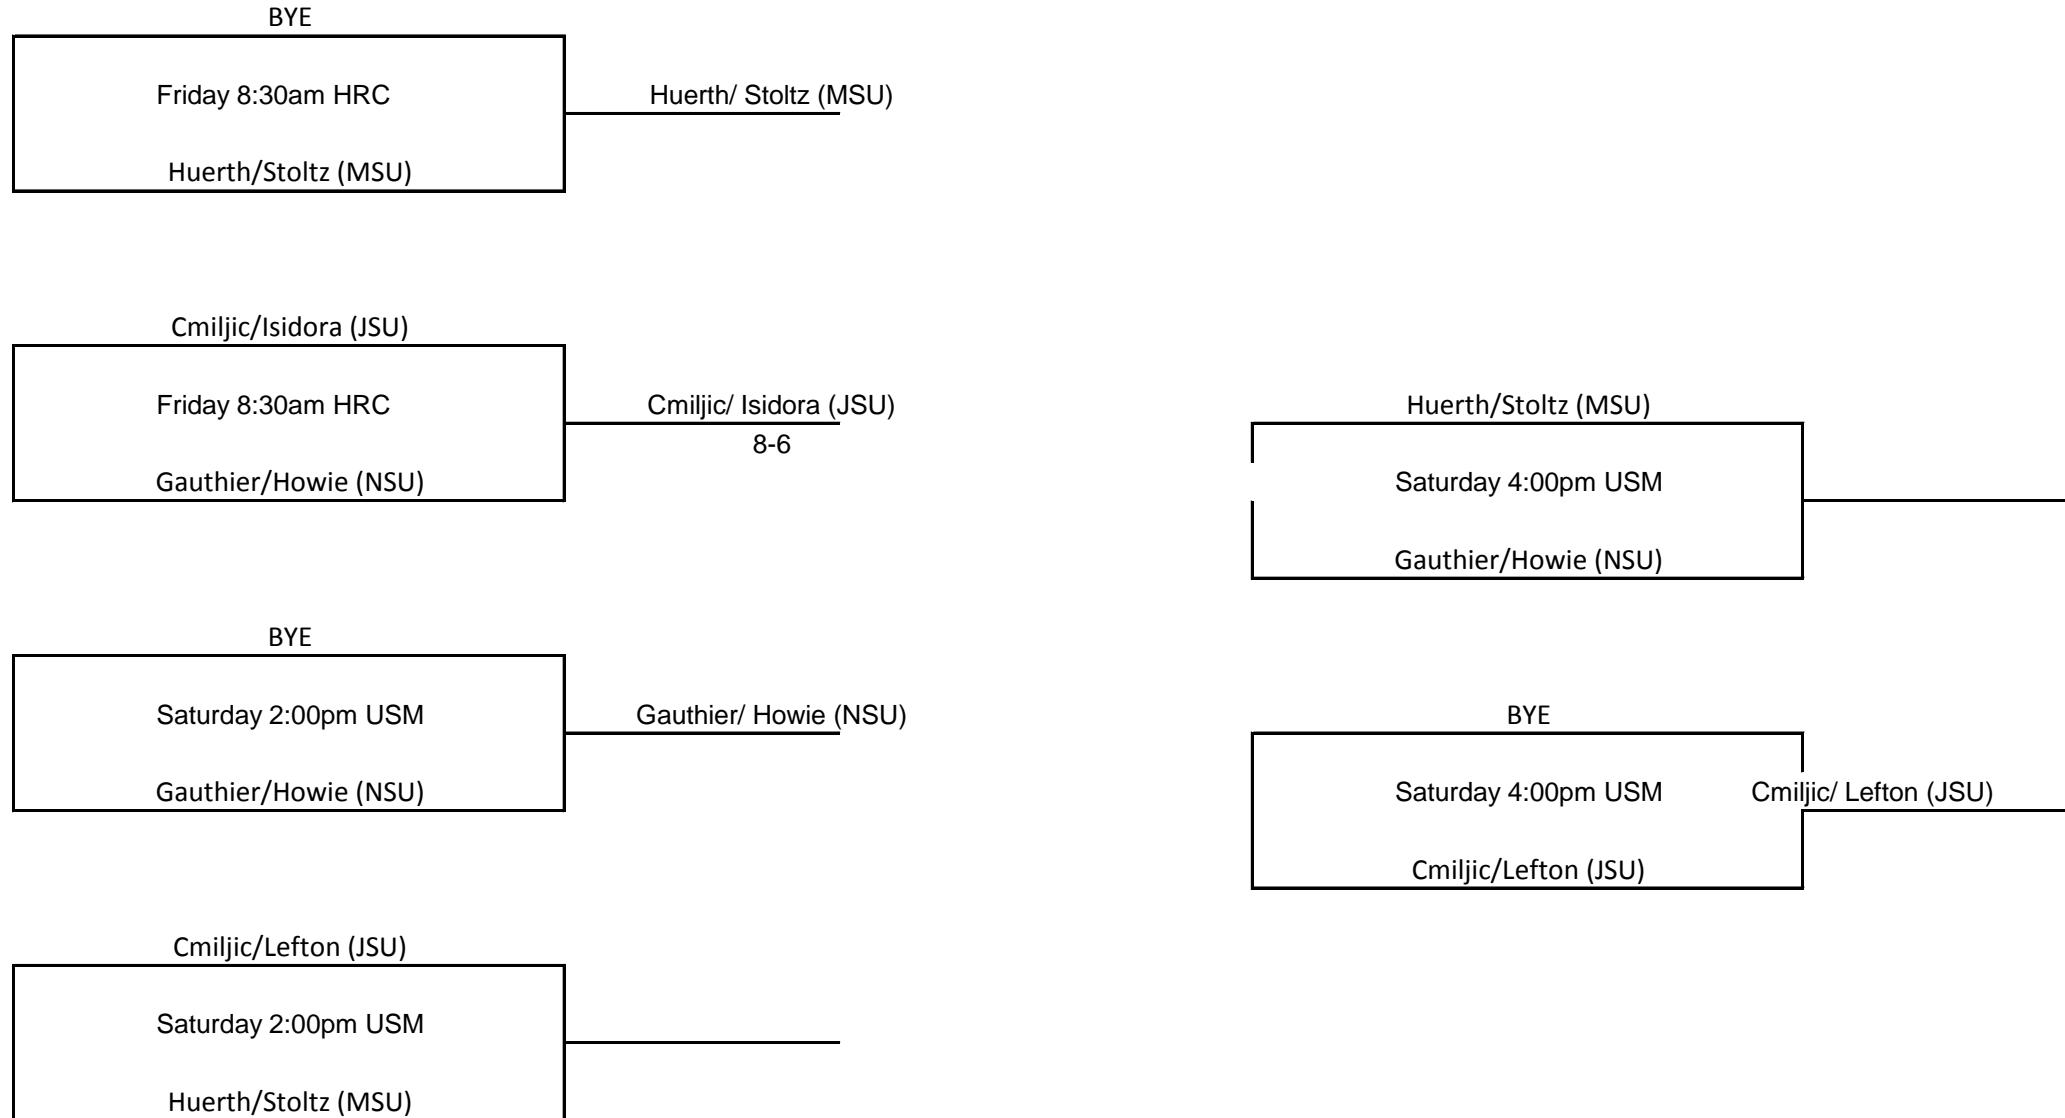 BYE
Friday 8:30am HRC
Huerth/ Stoltz (MSU)
Huerth/Stoltz (MSU)
Cmiljic/Isidora (JSU)
Friday 8:30am HRC
Cmiljic/ Isidora (JSU)
8-6
Gauthier/Howie (NSU)
BYE
Saturday 2:00pm USM
Gauthier/ Howie (NSU)
Gauthier/Howie (NSU)
Cmiljic/Lefton (JSU)
Saturday 2:00pm USM
Huerth/Stoltz (MSU)
Huerth/Stoltz (MSU)
Saturday 4:00pm USM
Gauthier/Howie (NSU)
BYE
Saturday 4:00pm USM
Cmiljic/ Lefton (JSU)
Cmiljic/Lefton (JSU)